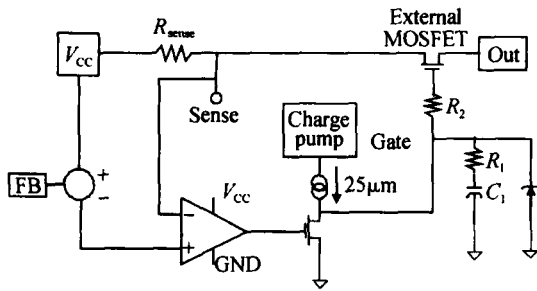 External
MOSFET
R_sense
V_CC
Out
Sense
R_2
Charge
pump
Gate
R_1
FB
+
−
V_CC
25μm
C_1
−
+
GND